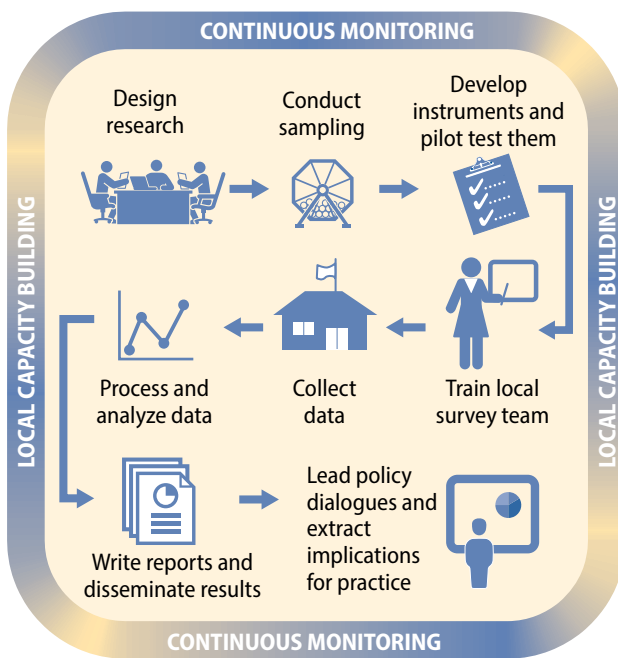 CONTINUOUS MONITORING
Design
research
Conduct
sampling
Develop
instruments and
pilot test them
LOCAL CAPACITY BUILDING
LOCAL CAPACITY BUILDING
Process and
analyze data
Collect
data
Train local
survey team
Write reports and
disseminate results
Lead policy
dialogues and
extract
implications
for practice
CONTINUOUS MONITORING